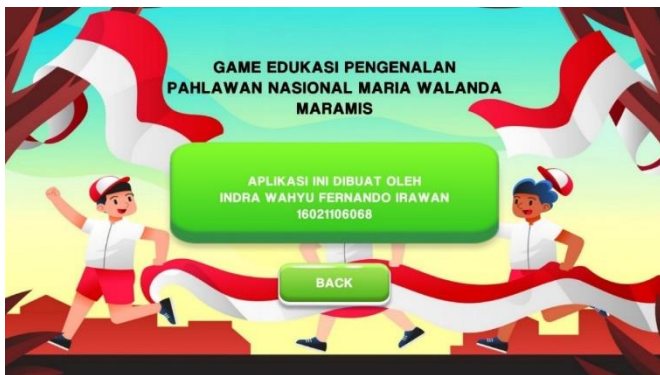 GAME EDUKASI PENGENALAN
PAHLAWAN NASIONAL MARIA WALANDA
MARAMIS
APLIKASI INI DIBUAT OLEH
INDRA WAHYU FERNANDO IRAWAN
16021106068
BACK